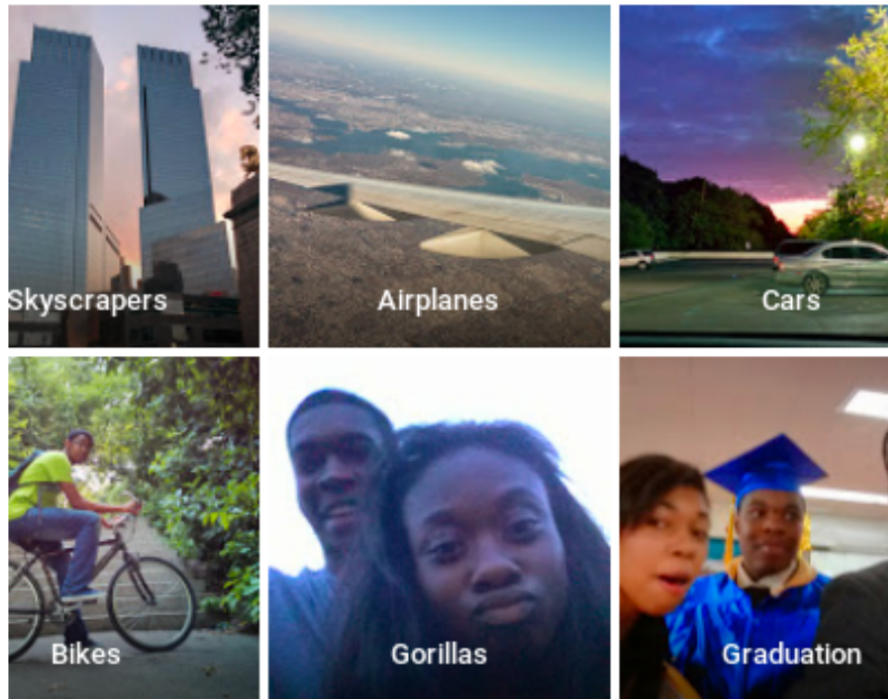 Skyscrapers
Airplanes
Cars
Bikes
Gorillas
Graduation